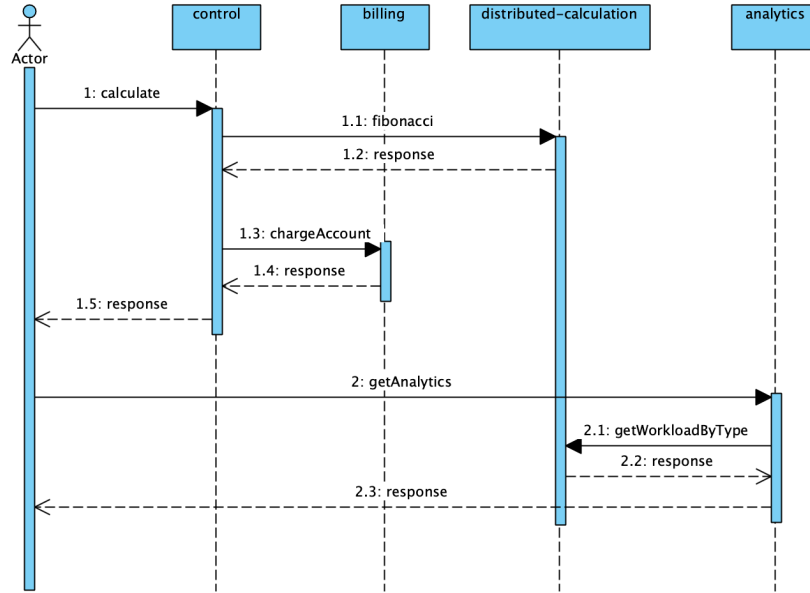 control
billing
distributed-calculation
analytics
Actor
1: calculate
1.1: fibonacci
1.2: response
1.3: chargeAccount
1.4: response
1.5: response
2: getAnalytics
2.1: getWorkloadByType
2.2: response
2.3: response